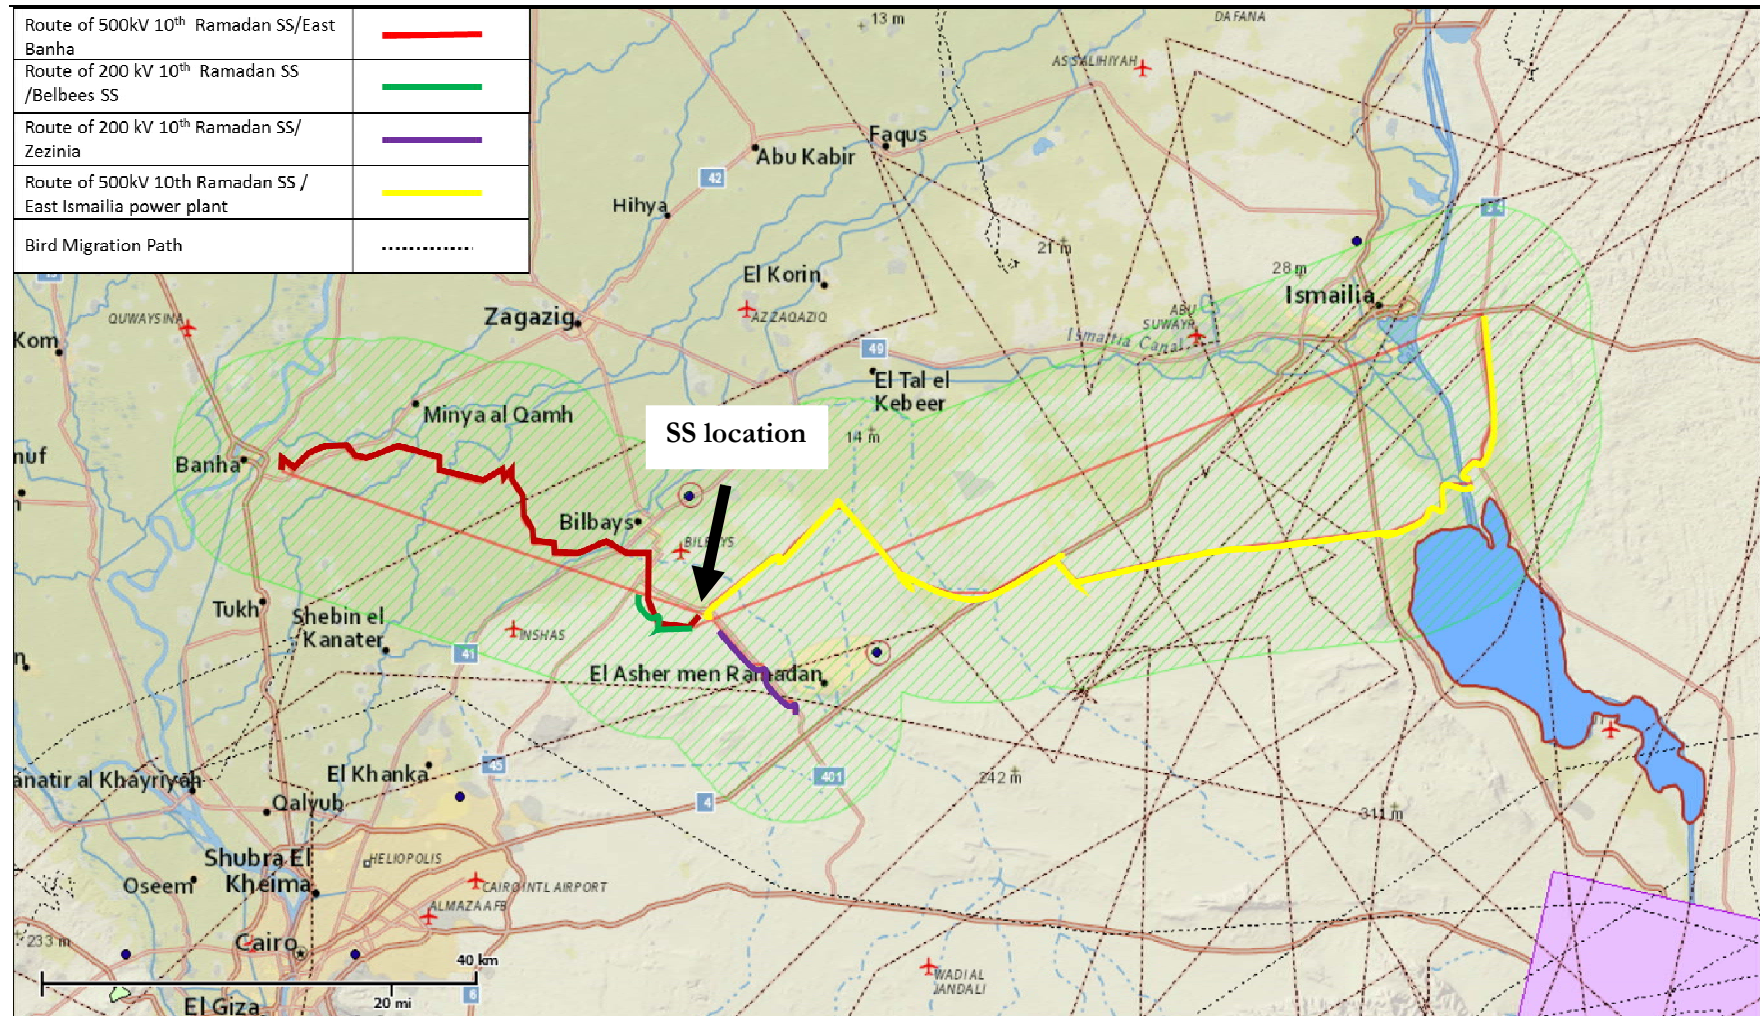 Route of 500kV 10th Ramadan SS/East
Banha
Route of 200 kV 10th Ramadan SS
/Belbees SS
Route of 200 kV 10th Ramadan SS/
Zezinia
Route of 500kV 10th Ramadan SS /
East Ismailia power plant
Bird Migration Path
13 m
DAFANA
AS SALIHIYAH
Faqus
Abu Kabir
42
Hihya
34
21 m
El Korin
28 m
Ismailia
QUWAYSINA
Zagazig
AZZAQAZIQ
ABU
SUWAYR
Kom
Ismailia Canal
49
El Tal el
Kebeer
Minya al Qamh
SS location
14 m
nuf
Banha
Bilbays
BILBAYS
Tukh
Shebin el
Kanater
INSHAS
41
El Asher men Ramadan
45
401
242 m
anatir al Khayriyah
El Khanka
Qalyub
4
311 m
Shubra El
Kheima
HELIOPOLIS
Oseem
CAIRO INTL AIRPORT
ALMAZA AFB
233 m
Cairo
40 km
WADI AL
JANDALI
20 mi
6
El Giza